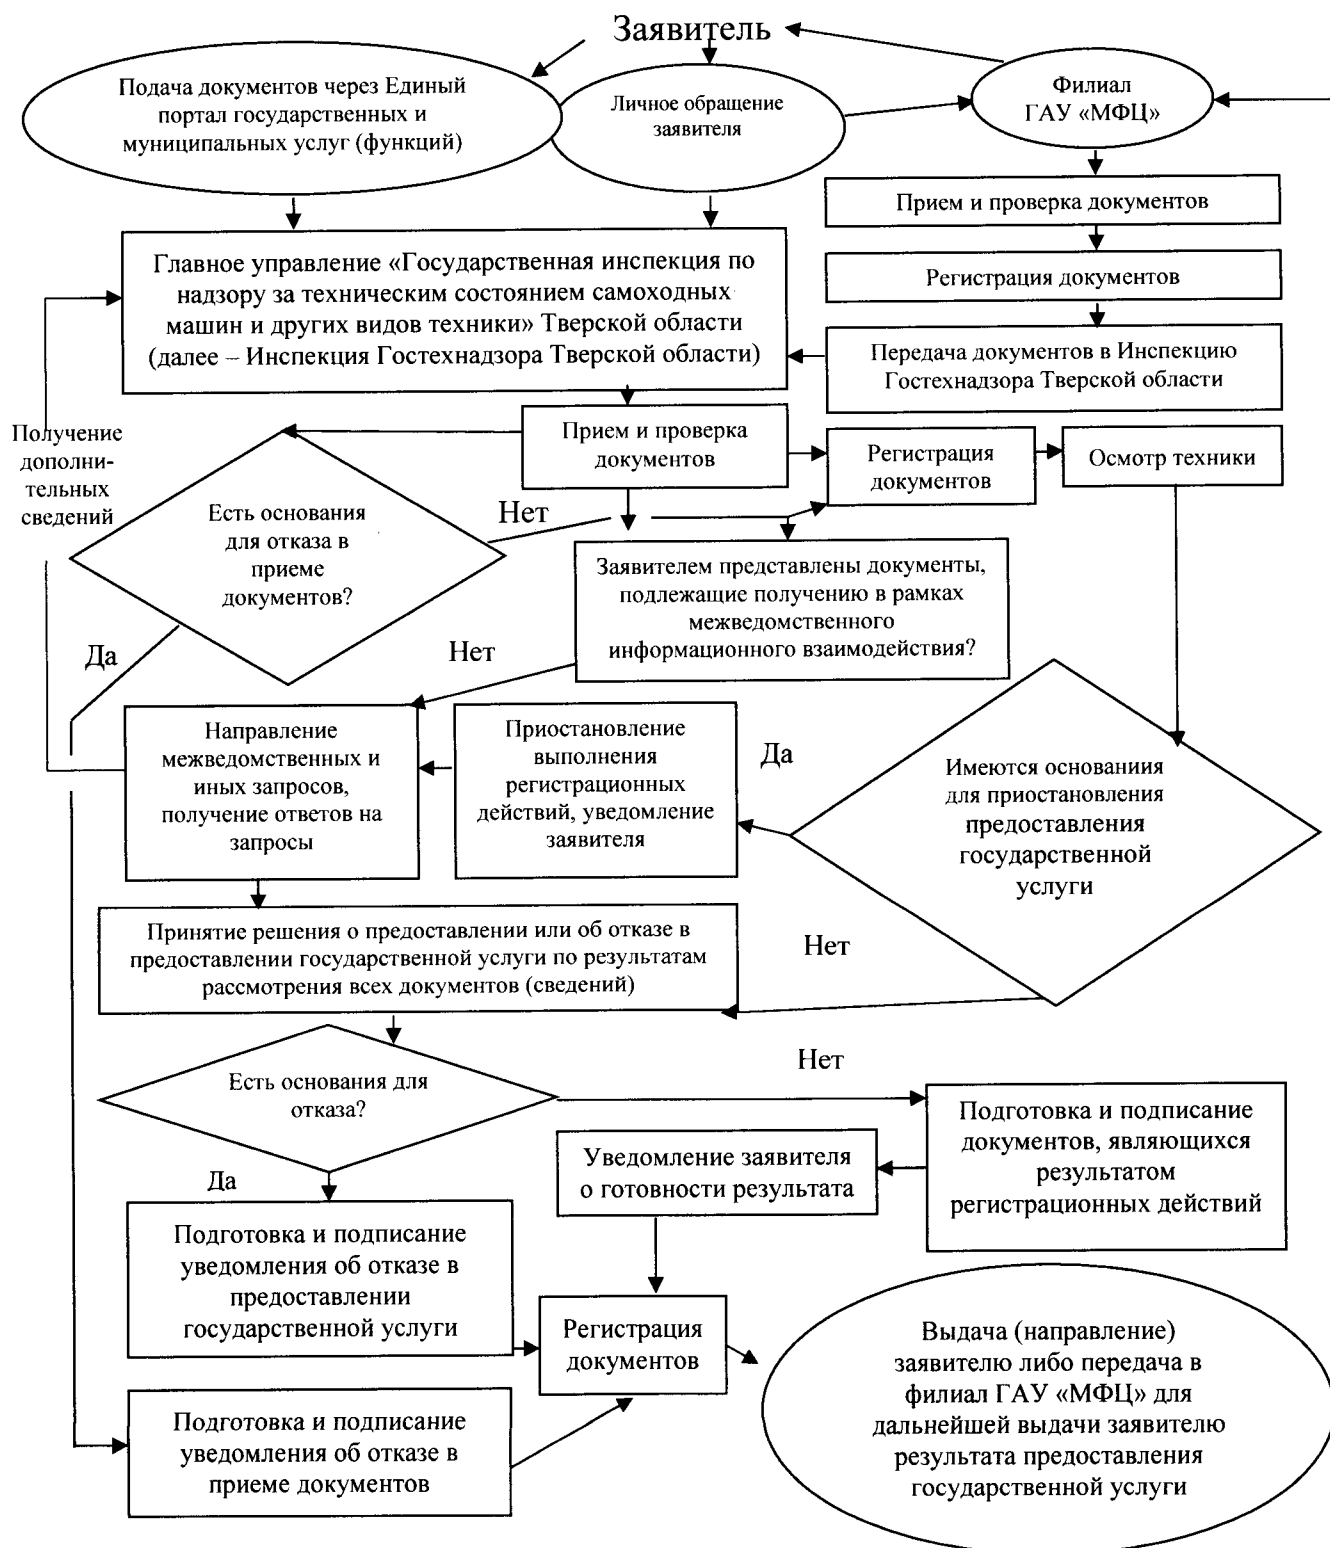 Заявитель
Подача документов через Единый
портал государственных и
муниципальных услуг (функций)
Личное обращение
заявителя
Филиал
ГАУ «МФЦ»
Прием и проверка документов
Регистрация документов
Передача документов в Инспекцию
Гостехнадзора Тверской области
Главное управление «Государственная инспекция по
надзору за техническим состоянием самоходных
машин и других видов техники» Тверской области
(далее – Инспекция Гостехнадзора Тверской области)
Получение
дополни-
тельных
сведений
Прием и проверка
документов
Регистрация
документов
Осмотр техники
Есть основания
для отказа в
приеме
документов?
Нет
Да
Заявителем представлены документы,
подлежащие получению в рамках
межведомственного
информационного взаимодействия?
Нет
Направление
межведомственных и
иных запросов,
получение ответов на
запросы
Приостановление
выполнения
регистрационных
действий, уведомление
заявителя
Да
Имеются основаниия
для приостановления
предоставления
государственной
услуги
Нет
Принятие решения о предоставлении или об отказе в
предоставлении государственной услуги по результатам
рассмотрения всех документов (сведений)
Есть основания для
отказа?
Нет
Да
Подготовка и подписание
документов, являющихся
результатом
регистрационных действий
Уведомление заявителя
о готовности результата
Подготовка и подписание
уведомления об отказе в
предоставлении
государственной услуги
Регистрация
документов
Подготовка и подписание
уведомления об отказе в
приеме документов
Выдача (направление)
заявителю либо передача в
филиал ГАУ «МФЦ» для
дальнейшей выдачи заявителю
результата предоставления
государственной услуги